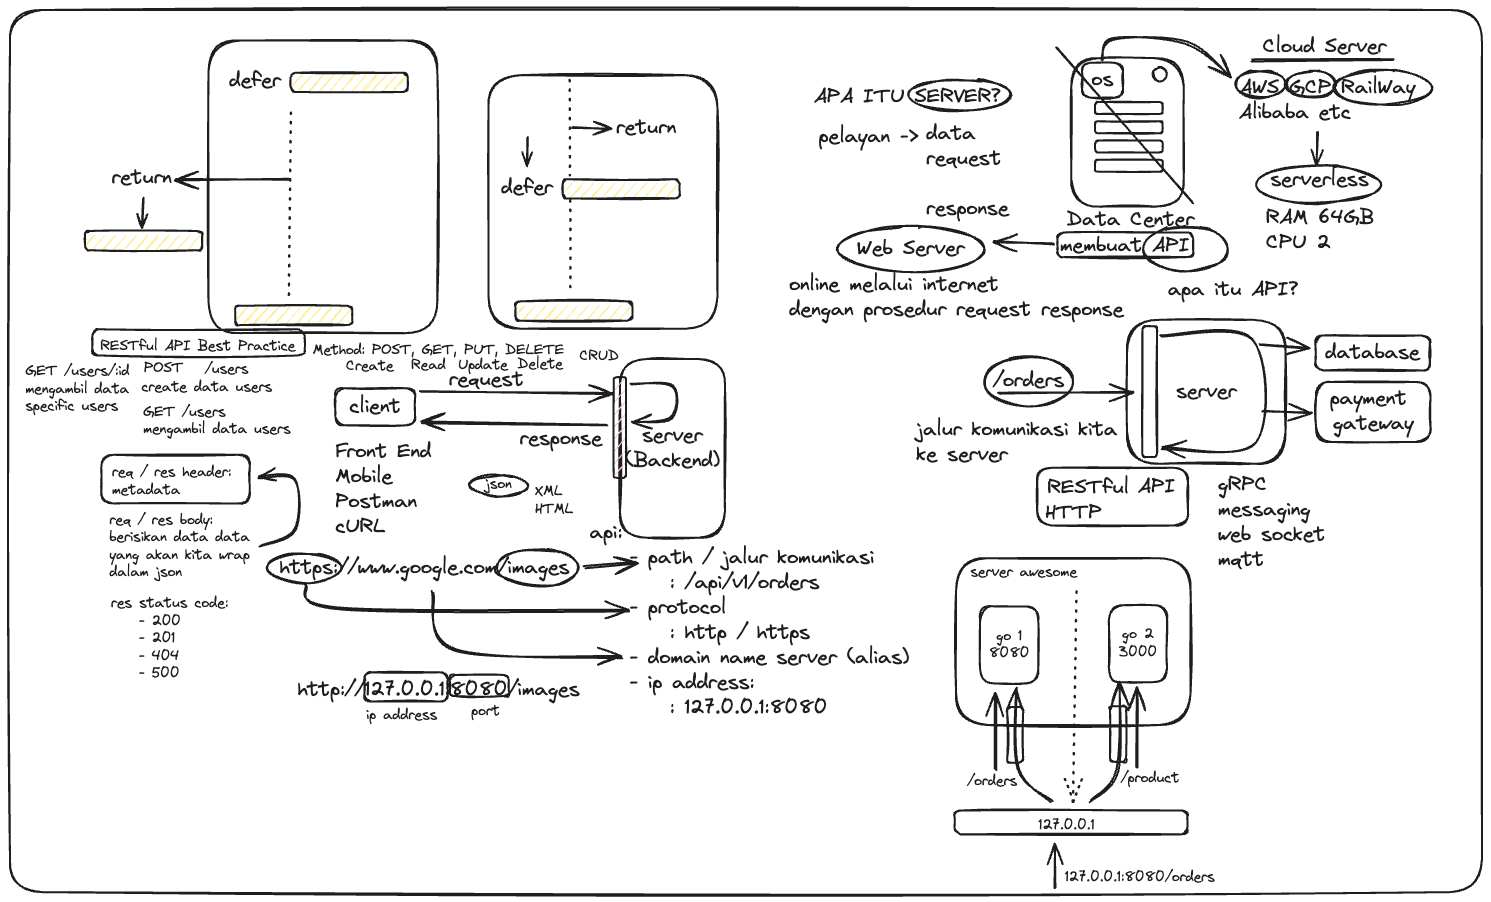 defer
return
return
defer
APA ITU SERVER?
pelayan -> data
request
response
OS
Data Center
membuat API
Cloud Server
AWS GCP RailWay
Alibaba etc
serverless
RAM 64GB
CPU 2
Web Server
online melalui internet
dengan prosedur request response
apa itu API?
/orders
jalur komunikasi kita
ke server
server
database
payment
gateway
RESTful API
HTTP
gRPC
messaging
web socket
matt
RESTful API Best Practice
GET /users/:id
mengambil data
specific users
POST /users
create data users
GET /users
mengambil data users
Method: POST, GET, PUT, DELETE
Create Read Update Delete
CRUD
request
client
response
server
(Backend)
Front End
Mobile
Postman
cURL
json
XML
HTML
req / res header:
metadata
req / res body:
berisikan data data
yang akan kita wrap
dalam json
res status code:
- 200
- 201
- 404
- 500
https://www.google.com/images
api:
- path / jalur komunikasi
: /api/v1/orders
- protocol
: http / https
- domain name server (alias)
- ip address:
: 127.0.0.1:8080
http://127.0.0.1:8080/images
ip address
port
server awesome
go 1
8080
go 2
3000
/orders
/product
127.0.0.1
127.0.0.1:8080/orders